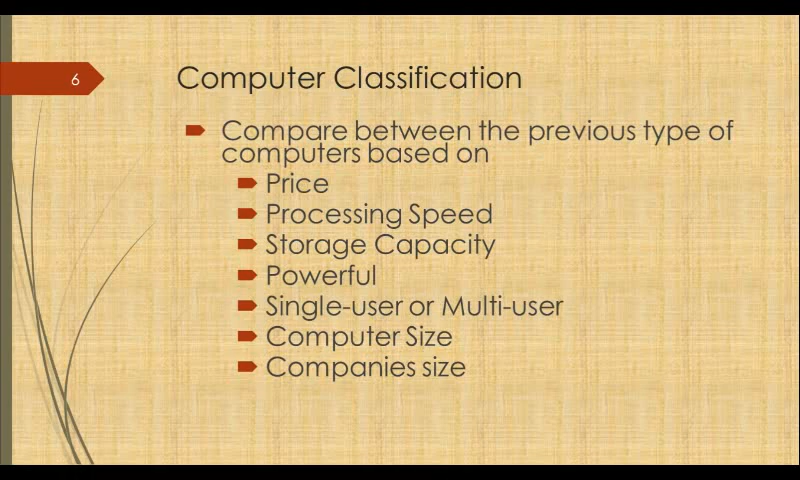 6
Computer Classification
Compare between the previous type of
computers based on
Price
Processing Speed
Storage Capacity
Powerful
Single-user or Multi-user
Computer Size
Companies size